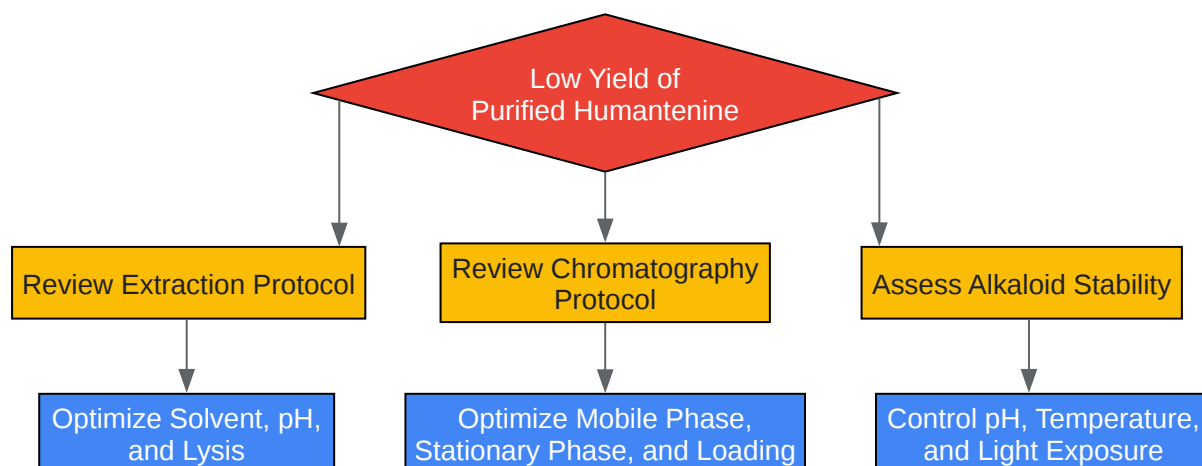 Low Yield of
Purified Humantenine
Review Extraction Protocol
Review Chromatography
Protocol
Assess Alkaloid Stability
Optimize Solvent, pH,
and Lysis
Optimize Mobile Phase,
Stationary Phase, and Loading
Control pH, Temperature,
and Light Exposure